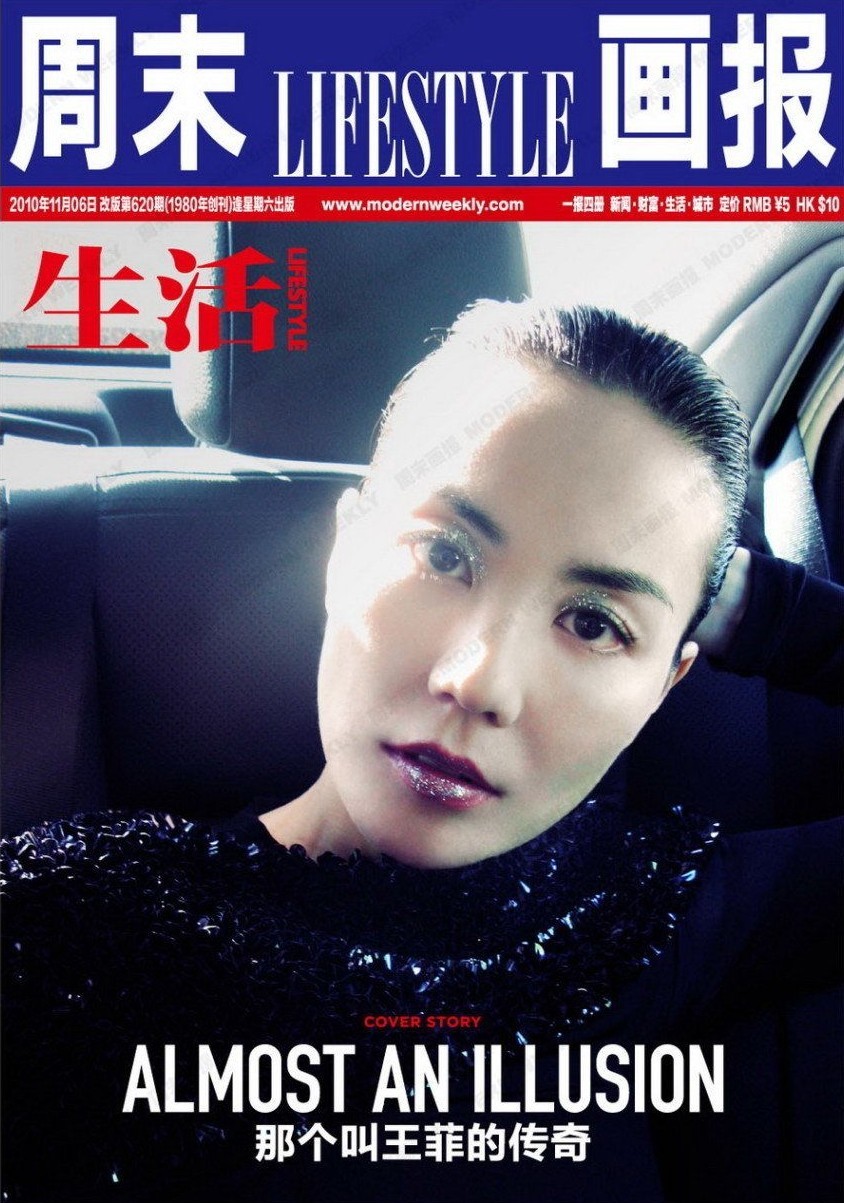 周末 LIFESTYLE 画报
2010年11月06日 改版第620期(1980年创刊)逢星期六出版 www.modernweekly.com 一报四册 新闻·财富·生活·城市 定价 RMB ¥5 HK $10
生活 LIFESTYLE
COVER STORY
ALMOST AN ILLUSION
那个叫王菲的传奇